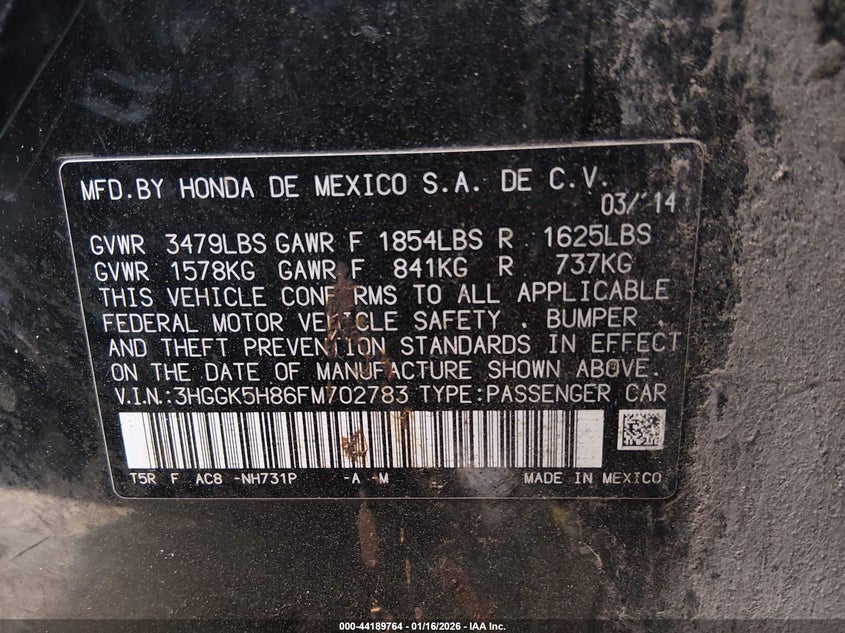 MFD.BY HONDA DE MEXICO S.A. DE C.V.
03/'14
GVWR 3479LBS GAWR F 1854LBS R 1625LBS
GVWR 1578KG GAWR F 841KG R 737KG
THIS VEHICLE CONFORMS TO ALL APPLICABLE
FEDERAL MOTOR VEHICLE SAFETY , BUMPER ,
AND THEFT PREVENTION STANDARDS IN EFFECT
ON THE DATE OF MANUFACTURE SHOWN ABOVE.
V.I.N.:3HGGK5H86FM702783 TYPE:PASSENGER CAR
T5R F AC8 -NH731P -A -M MADE IN MEXICO
000-44189764 - 01/16/2026 - IAA Inc.